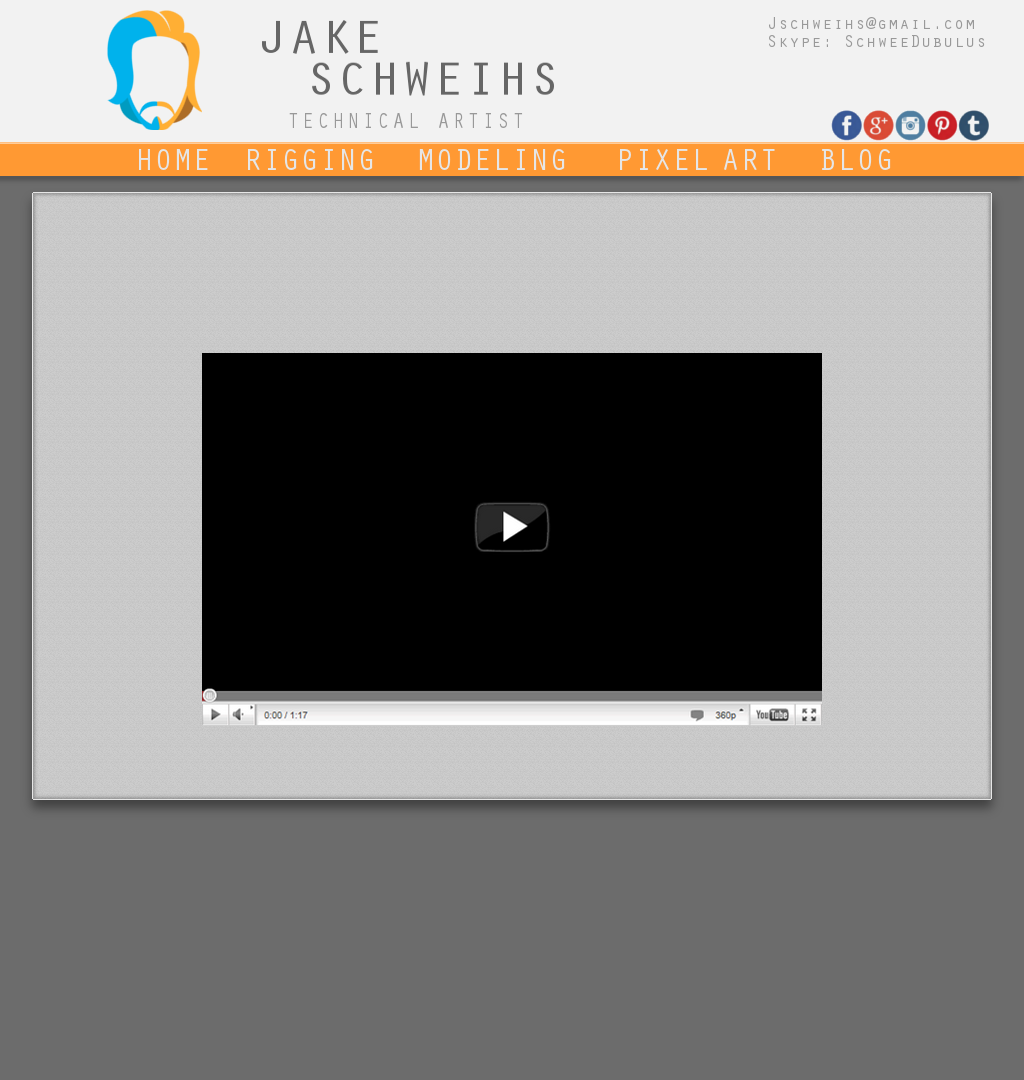 JAKE
SCHWEIHS
TECHNICAL ARTIST
Jschweihs@gmail.com
Skype: SchweeDubulus
f g+ p t
HOME RIGGING MODELING PIXEL ART BLOG
0:00 / 1:17 360p YouTube